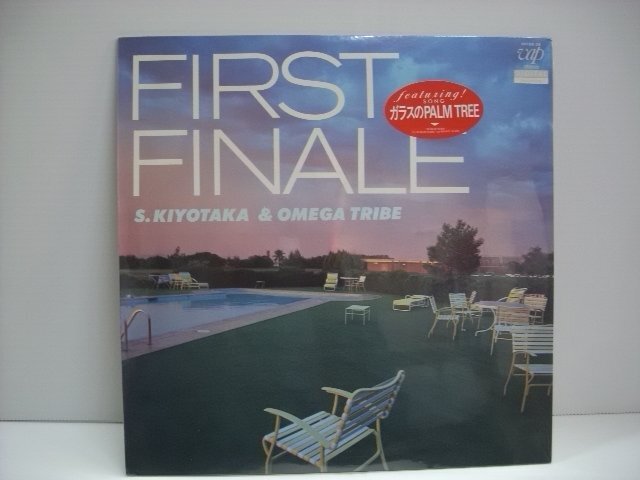 FIRST
FINALE
S. KIYOTAKA & OMEGA TRIBE
vap
featuring!
SONG
ガラスのPALM TREE